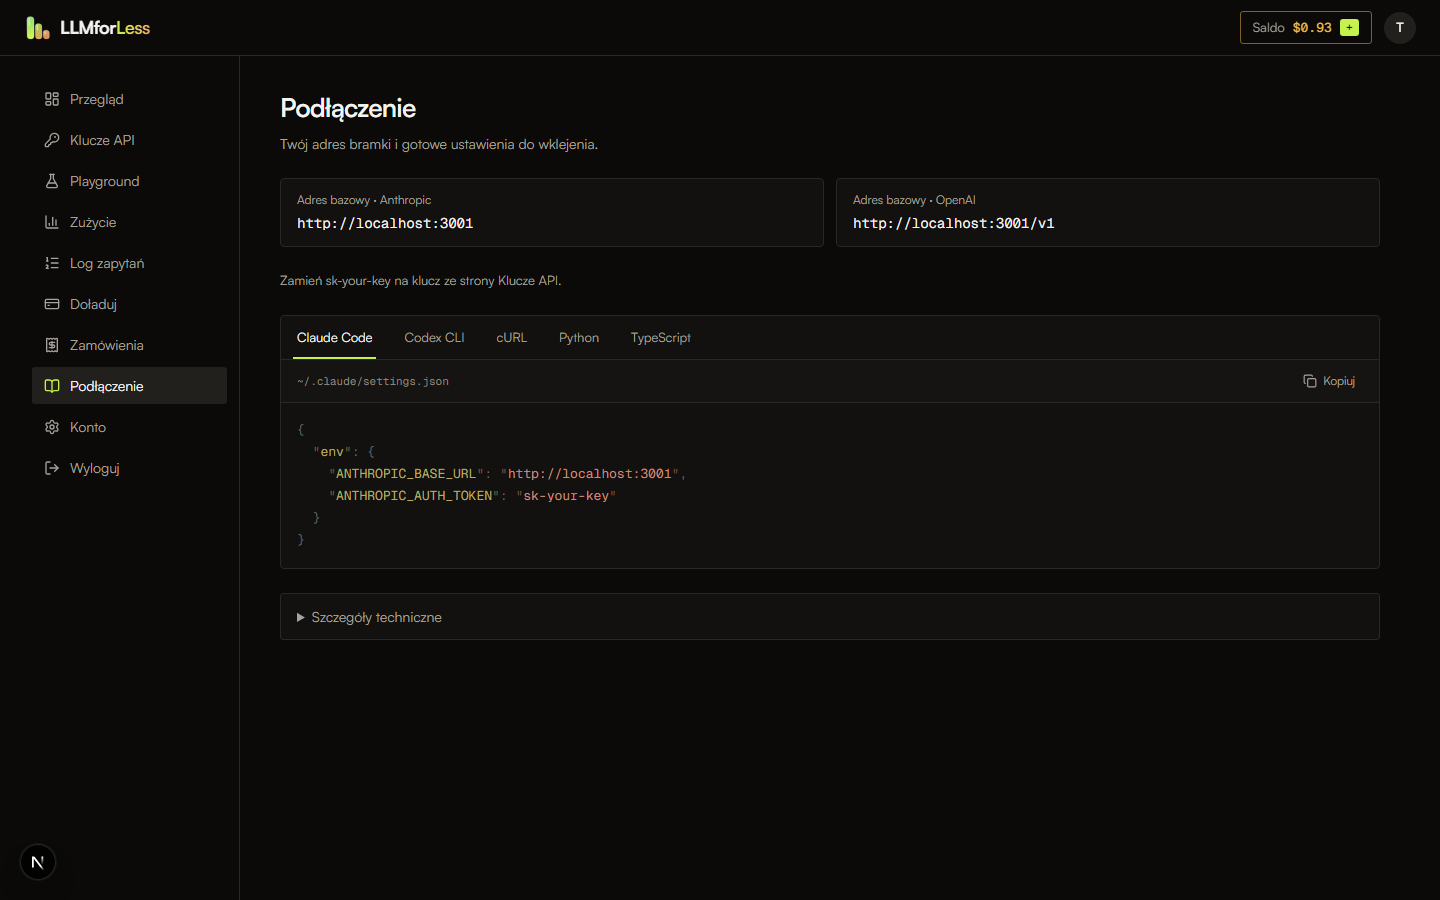 LLMforLess
Saldo $0.93 +
T
Przegląd
Klucze API
Playground
Zużycie
Log zapytań
Doładuj
Zamówienia
Podłączenie
Konto
Wyloguj
Podłączenie
Twój adres bramki i gotowe ustawienia do wklejenia.
Adres bazowy · Anthropic
http://localhost:3001
Adres bazowy · OpenAI
http://localhost:3001/v1
Zamień sk-your-key na klucz ze strony Klucze API.
Claude Code Codex CLI cURL Python TypeScript
~/.claude/settings.json
Kopiuj
{
  "env": {
    "ANTHROPIC_BASE_URL": "http://localhost:3001",
    "ANTHROPIC_AUTH_TOKEN": "sk-your-key"
  }
}
▶ Szczegóły techniczne
N